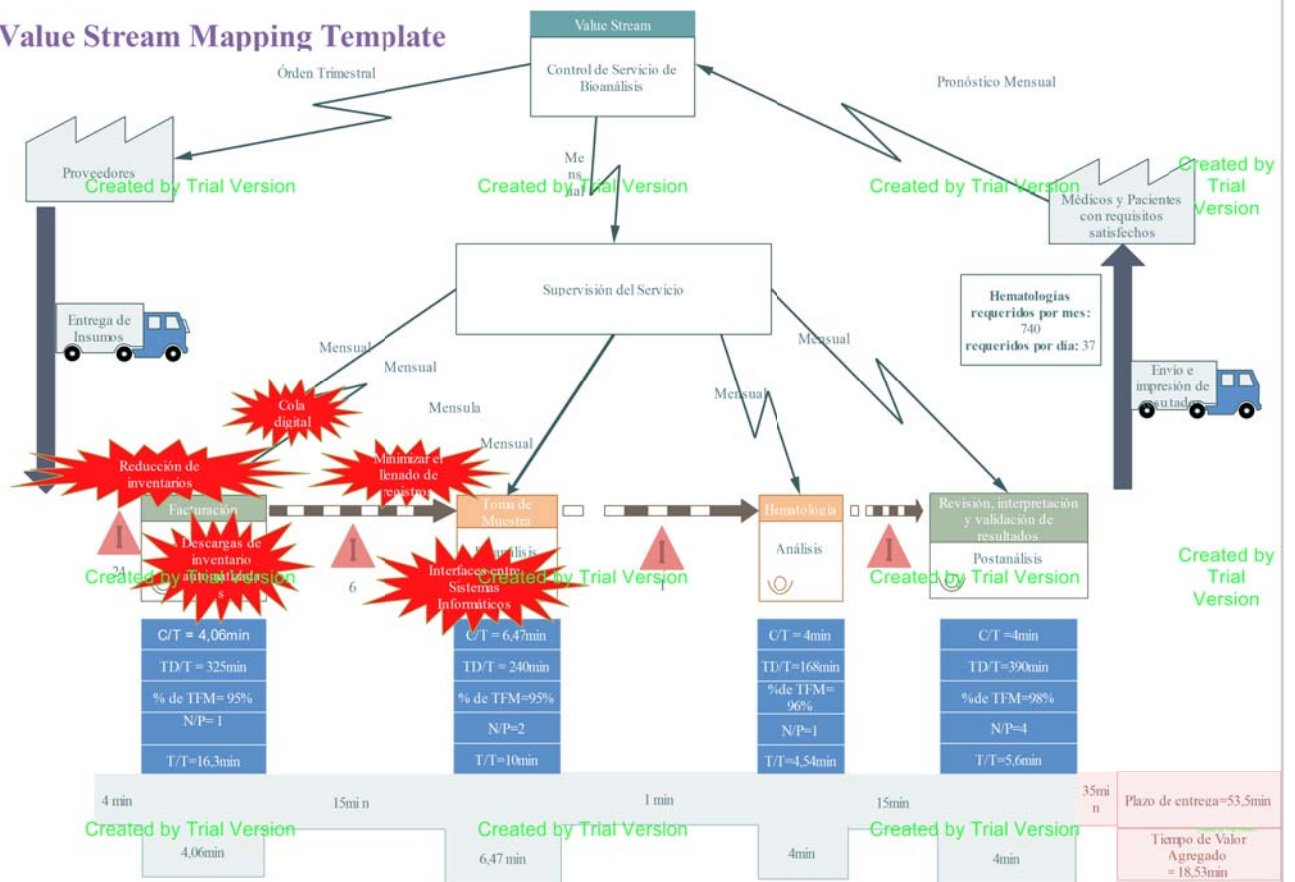 Value Stream Mapping Template
Value Stream
Control de Servicio de
Bioanálisis
Órden Trimestral
Pronóstico Mensual
Proveedores
Me
ns
ual
Médicos y Pacientes
con requisitos
satisfechos
Created by Trial Version
Created by Trial Version
Created by Trial Version
Created by
Trial
Version
Supervisión del Servicio
Hematologías
requeridos por mes:
740
requeridos por día: 37
Entrega de
Insumos
Envio e
impresión de
Mensual
Mensual
Mensula
Mensual
Mensual
Mensual
Cola
digital
Reducción de
inventarios
Minimizar el
llenado de
registros
Facturación
Toma de
Muestra
Hematología
Revisión, interpretación
y validación de
resultados
I
I
I
I
Descargas de
inventario
s
Interfaces entre
Sistemas
Informáticos
Análisis
Postanálisis
24
6
1
Created by Trial Version
Created by Trial Version
Created by Trial Version
Created by
Trial
Version
C/T = 4,06min
TD/T = 325min
% de TFM= 95%
N/P= 1
T/T=16,3min
C/T = 6,47min
TD/T = 240min
% de TFM=95%
N/P=2
T/T=10min
C/T = 4min
TD/T=168min
%de TFM=
96%
N/P=1
T/T=4,54min
C/T=4min
TD/T=390min
%de TFM=98%
N/P=4
T/T=5,6min
4 min
15mi n
1 min
15min
35mi
n
Plazo de entrega=53,5min
Created by Trial Version
Created by Trial Version
Created by Trial Version
4,06min
6,47 min
4min
4min
Tiempo de Valor
Agregado
= 18,53min